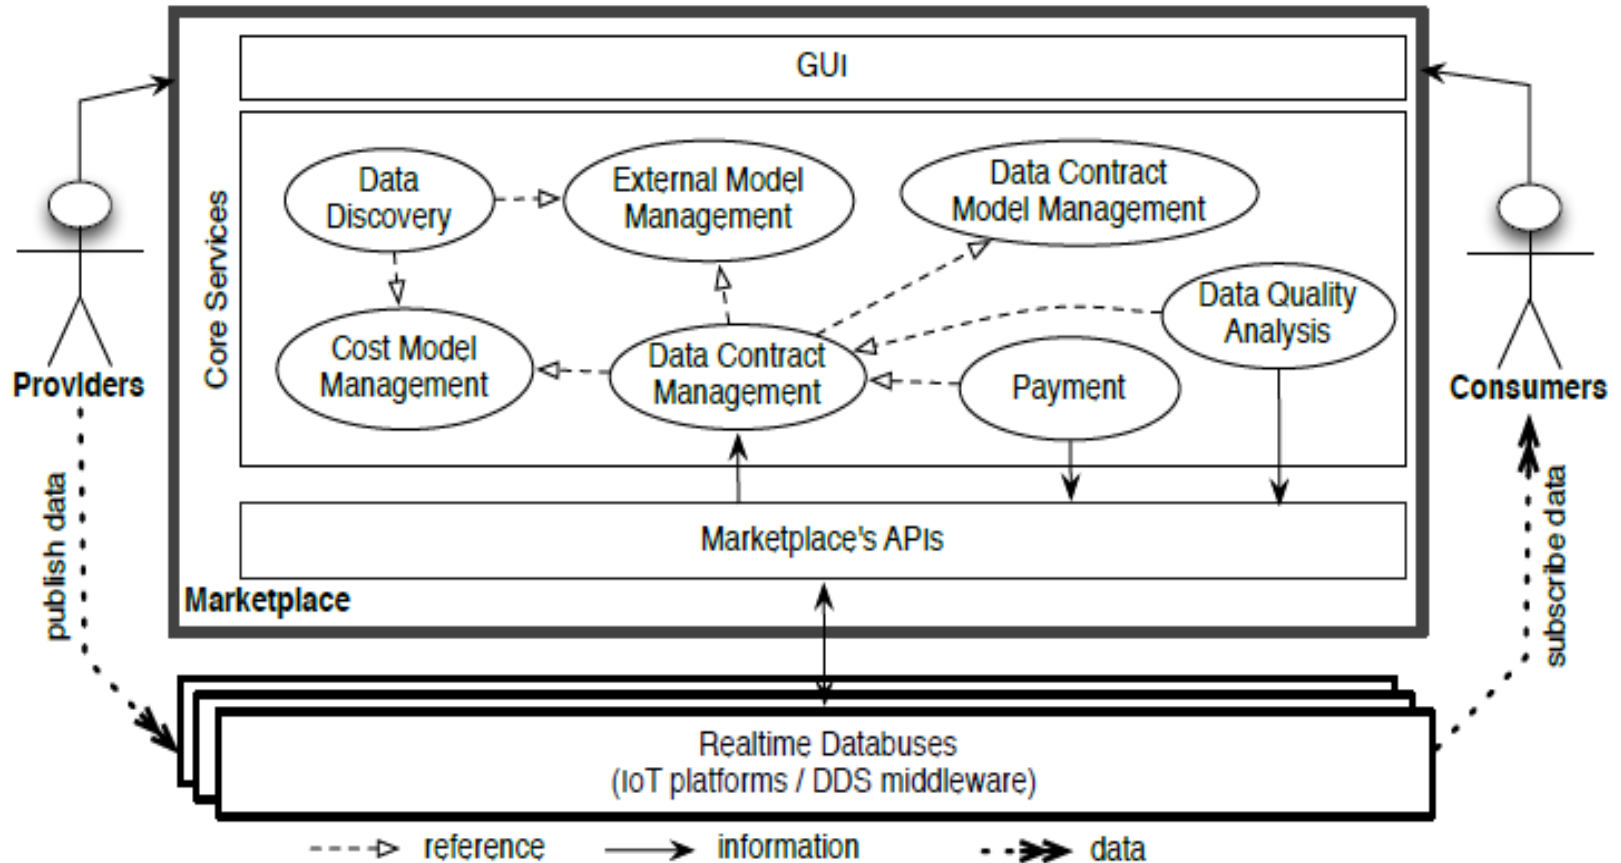 GUI
Core Services
Data
Discovery
External Model
Management
Data Contract
Model Management
Data Quality
Analysis
Cost Model
Management
Data Contract
Management
Payment
Providers
Consumers
publish data
subscribe data
Marketplace's APIs
Marketplace
Realtime Databuses
(IoT platforms / DDS middleware)
reference
information
data